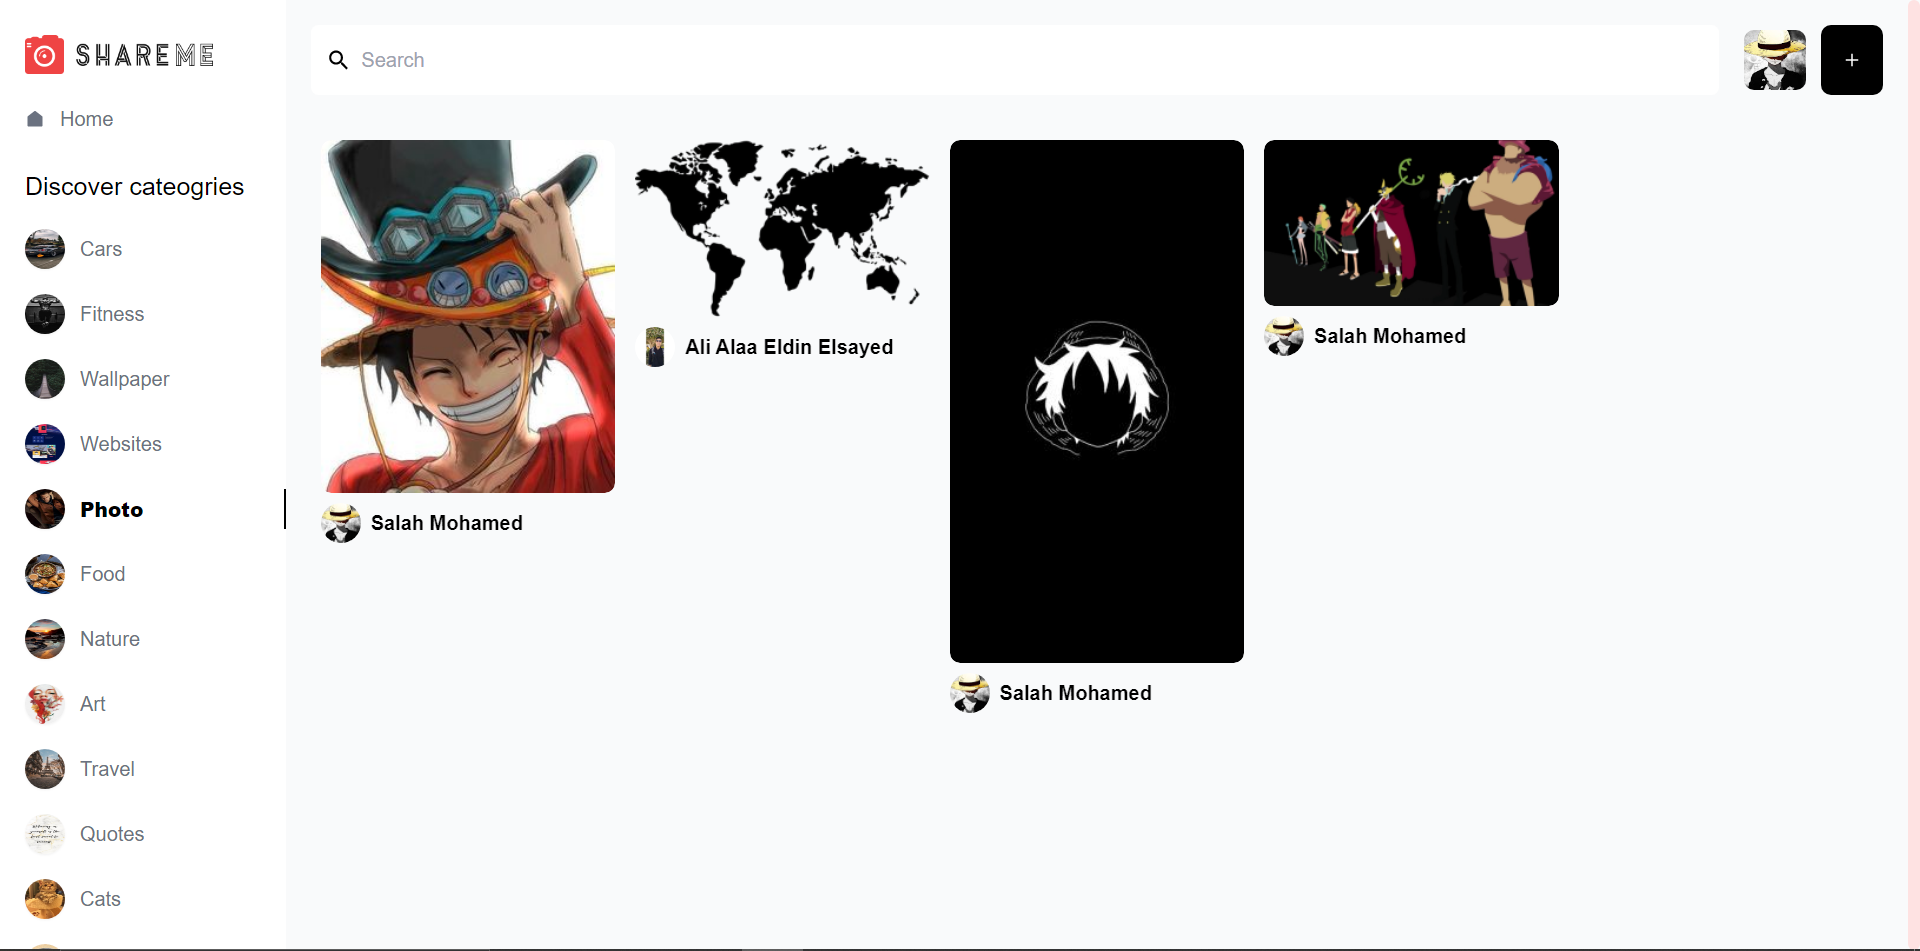 SHAREME
Search
+
Home
Discover cateogries
Cars
Fitness
Wallpaper
Websites
Photo
Food
Nature
Art
Travel
Quotes
Cats
Salah Mohamed
Ali Alaa Eldin Elsayed
Salah Mohamed
Salah Mohamed